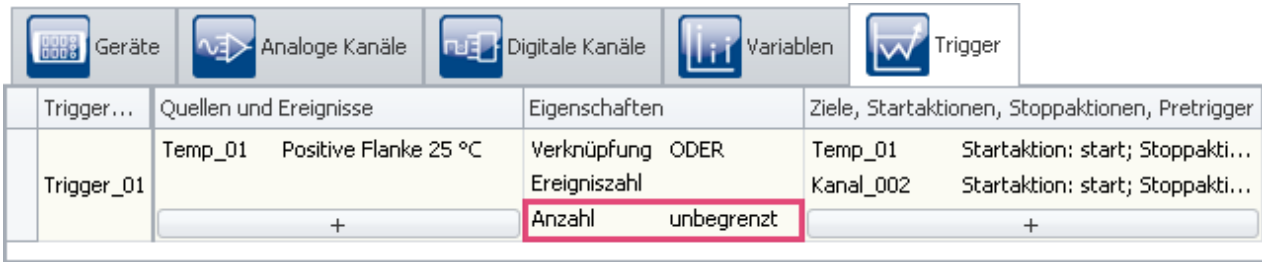 Geräte Analoge Kanäle Digitale Kanäle Variablen Trigger
Trigger... Quellen und Ereignisse Eigenschaften Ziele, Startaktionen, Stoppaktionen, Pretrigger
Temp_01 Positive Flanke 25 °C Verknüpfung ODER Temp_01 Startaktion: start; Stoppakti...
Trigger_01 Ereigniszahl Kanal_002 Startaktion: start; Stoppakti...
+ Anzahl unbegrenzt +